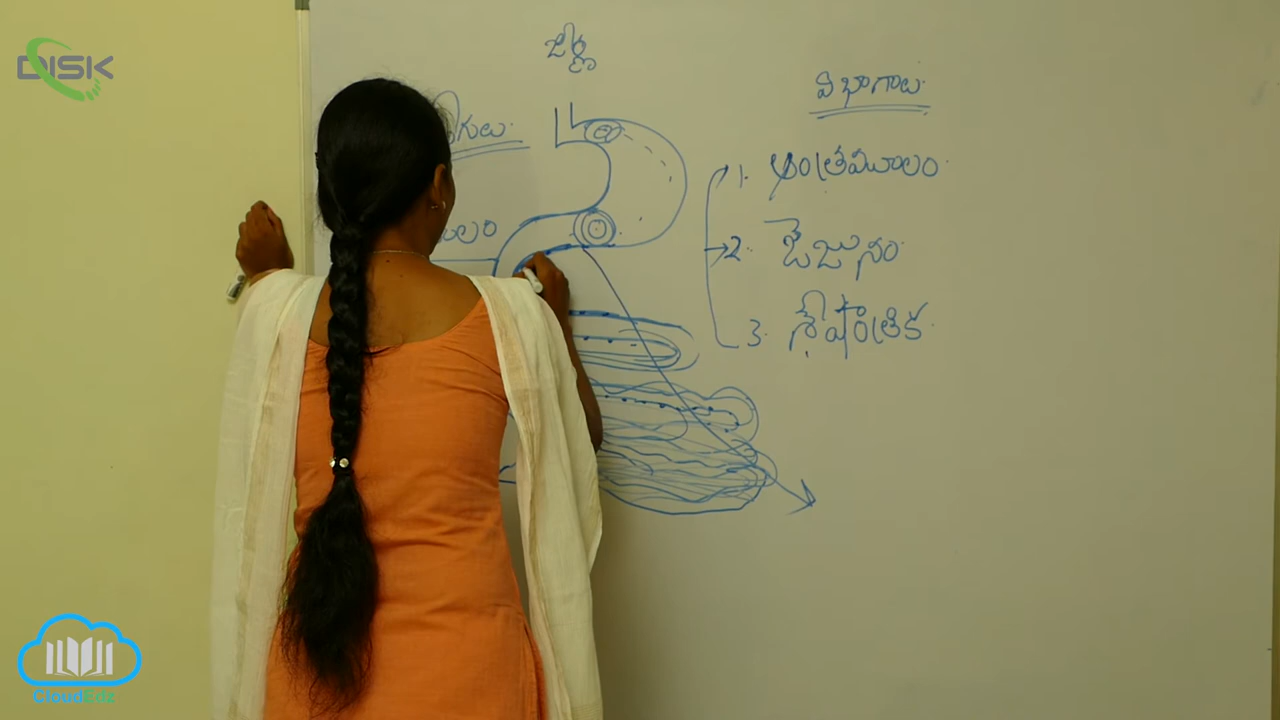 DISK
విభాగాలు
1. ఆంత్రమూలం
2. జెజునం
3. శేషాంత్రిక
CloudEdz